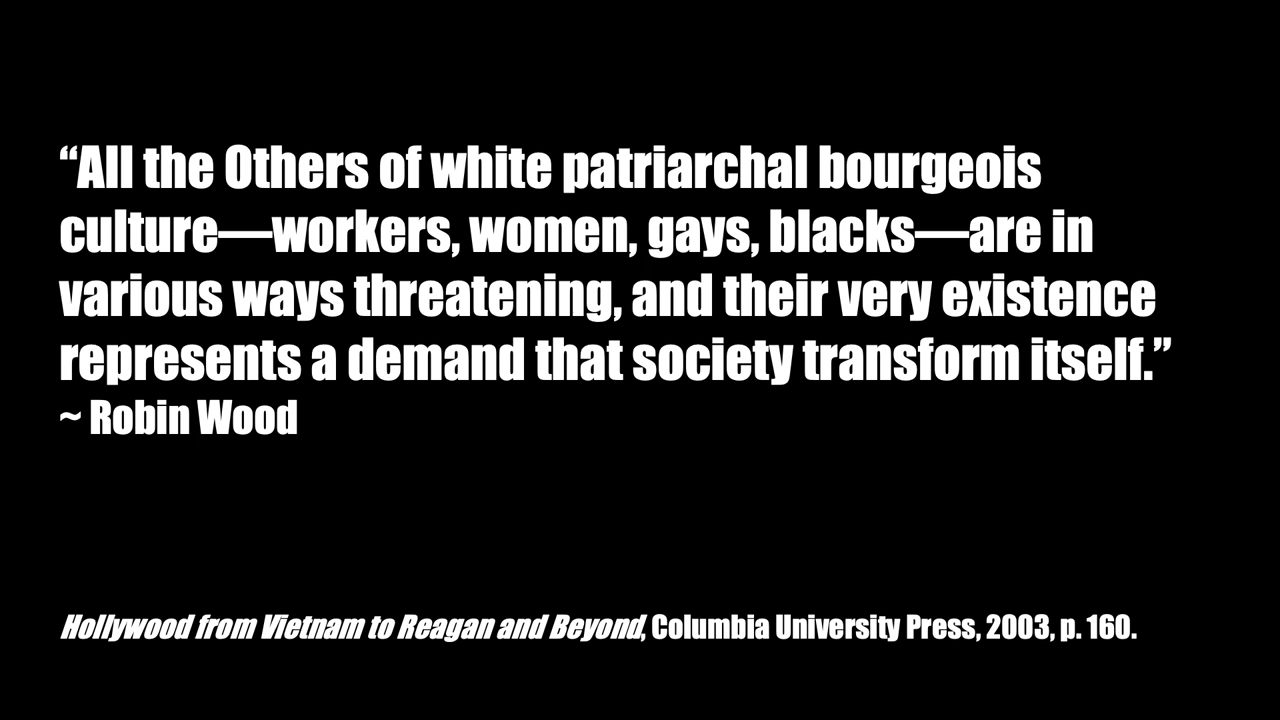 “All the Others of white patriarchal bourgeois
culture—workers, women, gays, blacks—are in
various ways threatening, and their very existence
represents a demand that society transform itself.”
~ Robin Wood
Hollywood from Vietnam to Reagan and Beyond, Columbia University Press, 2003, p. 160.